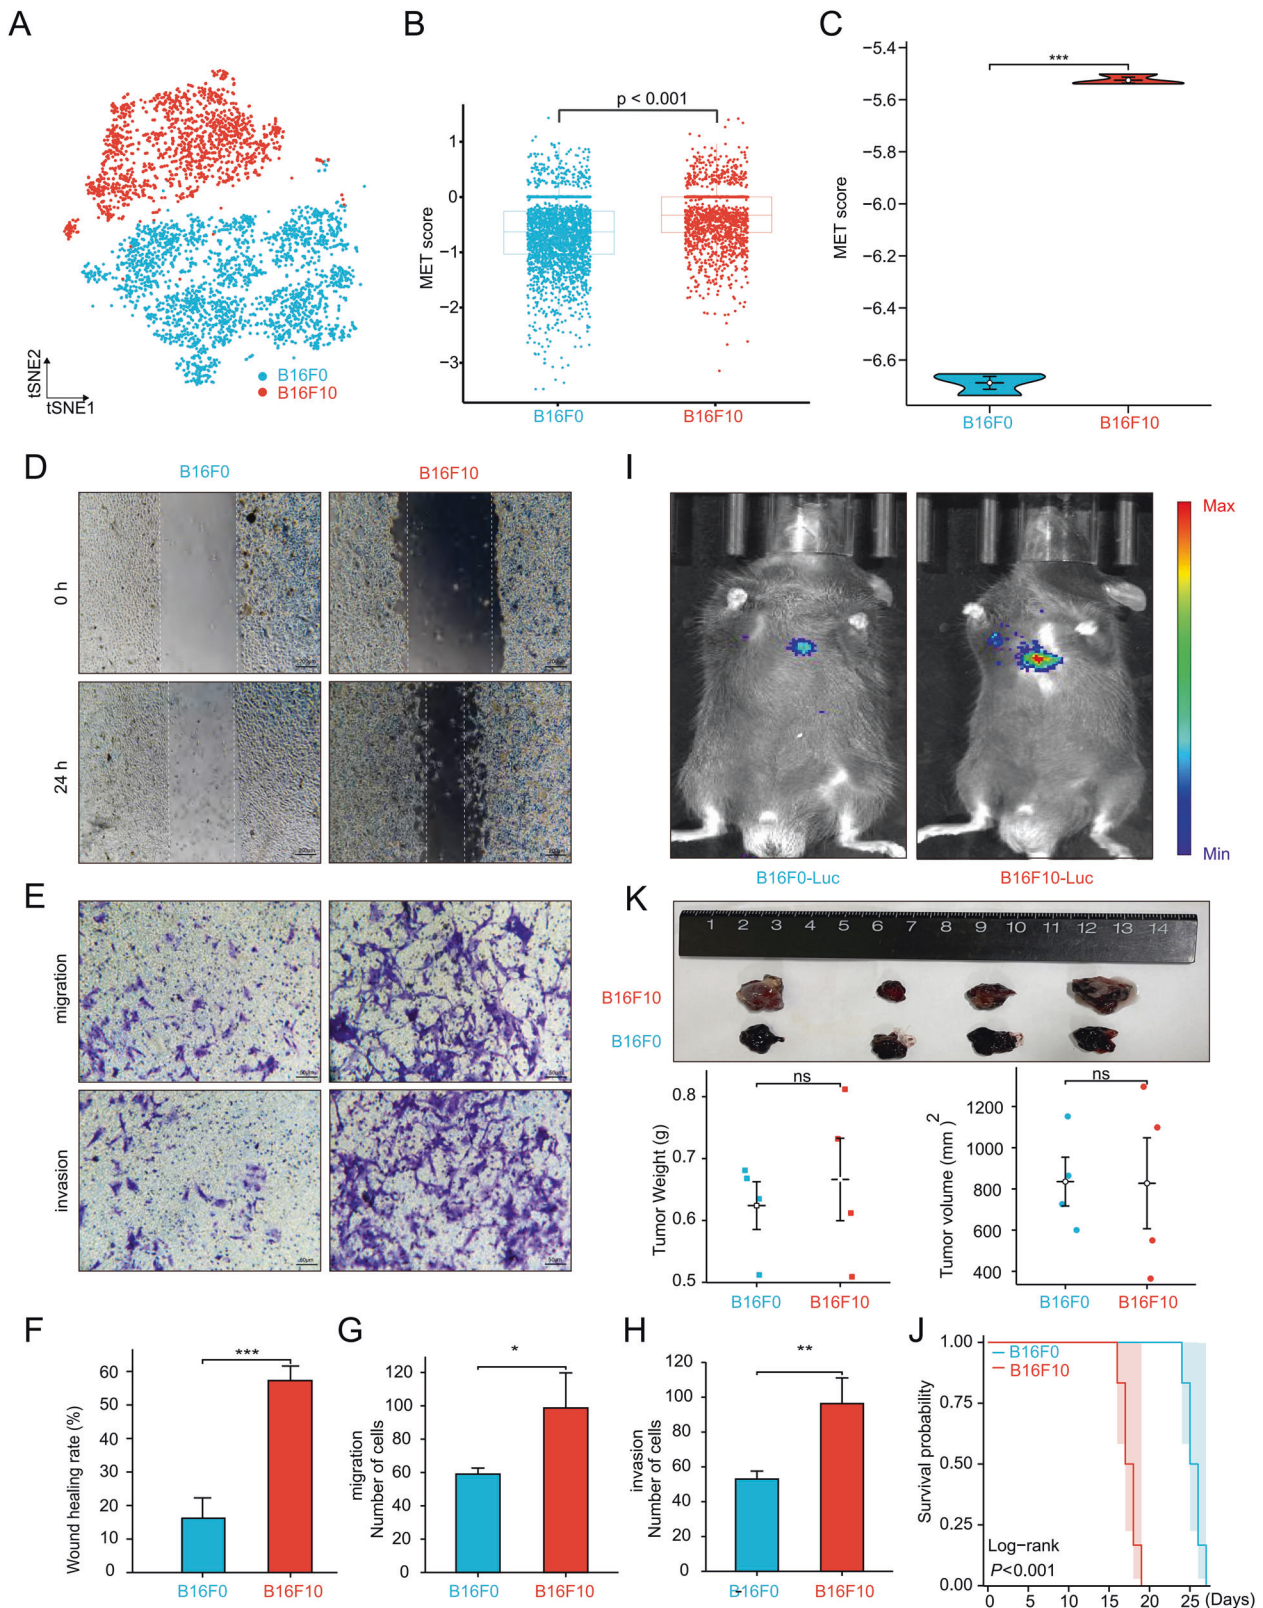 A
tSNE2
tSNE1
B16F0
B16F10
B
p < 0.001
MET score
1
0
−1
−2
−3
B16F0
B16F10
C
***
MET score
−5.4
−5.6
−5.8
−6.0
−6.2
−6.4
−6.6
B16F0
B16F10
D
B16F0
B16F10
0 h
24 h
E
migration
invasion
I
Max
Min
B16F0-Luc
B16F10-Luc
K
1 2 3 4 5 6 7 8 9 10 11 12 13 14
B16F10
B16F0
ns
Tumor Weight (g)
0.8
0.7
0.6
0.5
B16F0
B16F10
ns
Tumor volume (mm²)
1200
1000
800
600
400
B16F0
B16F10
F
***
Wound healing rate (%)
60
50
40
30
20
10
0
B16F0
B16F10
G
*
migration
Number of cells
120
100
80
60
40
20
0
B16F0
B16F10
H
**
invasion
Number of cells
120
100
80
60
40
20
0
B16F0
B16F10
J
B16F0
B16F10
Survival probability
1.00
0.75
0.50
0.25
0.00
Log−rank
P<0.001
0 5 10 15 20 25 (Days)